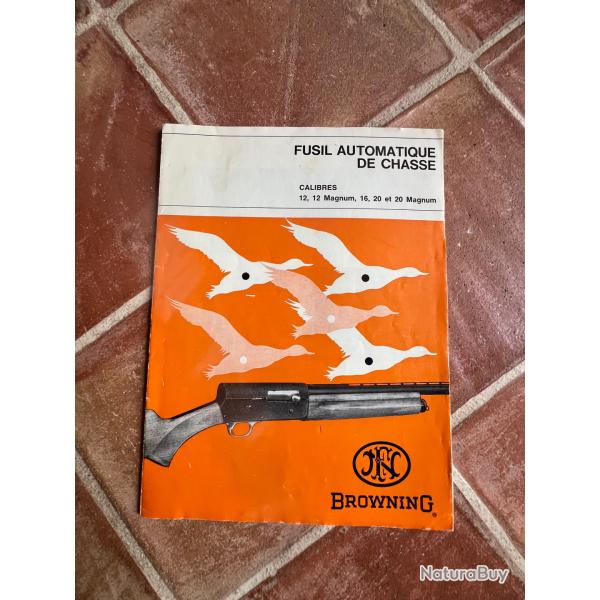 FUSIL AUTOMATIQUE
DE CHASSE
CALIBRES
12, 12 Magnum, 16, 20 et 20 Magnum
FN
BROWNING®
NaturaBuy